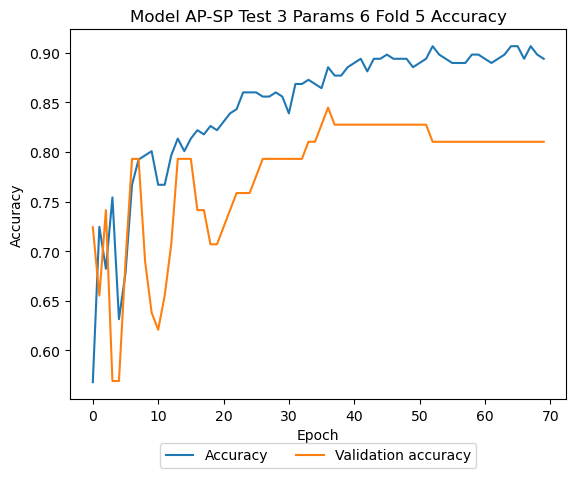 Model AP-SP Test 3 Params 6 Fold 5 Accuracy
0.90
0.85
0.80
0.75
0.70
0.65
0.60
Accuracy
0 10 20 30 40 50 60 70
Epoch
Accuracy Validation accuracy